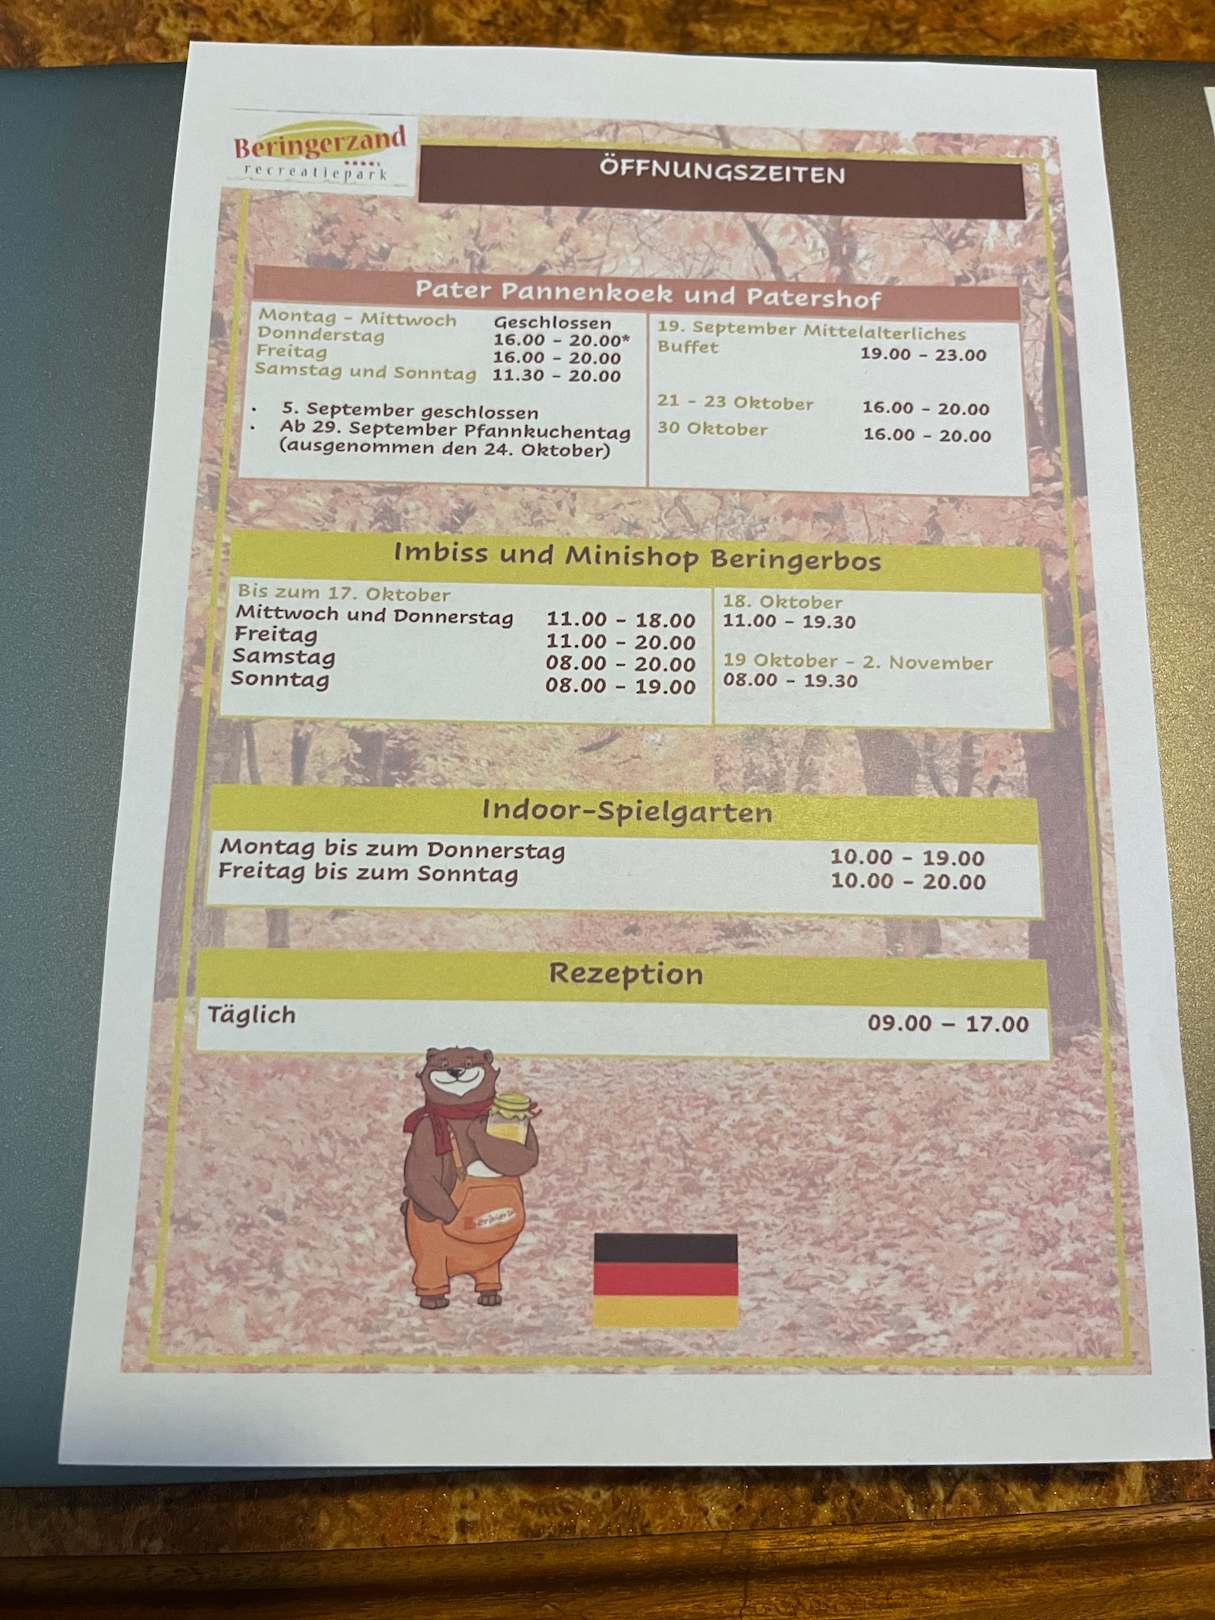 Beringerzand
recreatiepark
ÖFFNUNGSZEITEN
Pater Pannenkoek und Patershof
Montag - Mittwoch Geschlossen
Donnderstag 16.00 - 20.00*
Freitag 16.00 - 20.00
Samstag und Sonntag 11.30 - 20.00
• 5. September geschlossen
• Ab 29. September Pfannkuchentag
(ausgenommen den 24. Oktober)
19. September Mittelalterliches
Buffet 19.00 - 23.00
21 - 23 Oktober 16.00 - 20.00
30 Oktober 16.00 - 20.00
Imbiss und Minishop Beringerbos
Bis zum 17. Oktober
Mittwoch und Donnerstag 11.00 - 18.00
Freitag 11.00 - 20.00
Samstag 08.00 - 20.00
Sonntag 08.00 - 19.00
18. Oktober
11.00 - 19.30
19 Oktober - 2. November
08.00 - 19.30
Indoor-Spielgarten
Montag bis zum Donnerstag 10.00 - 19.00
Freitag bis zum Sonntag 10.00 - 20.00
Rezeption
Täglich 09.00 – 17.00